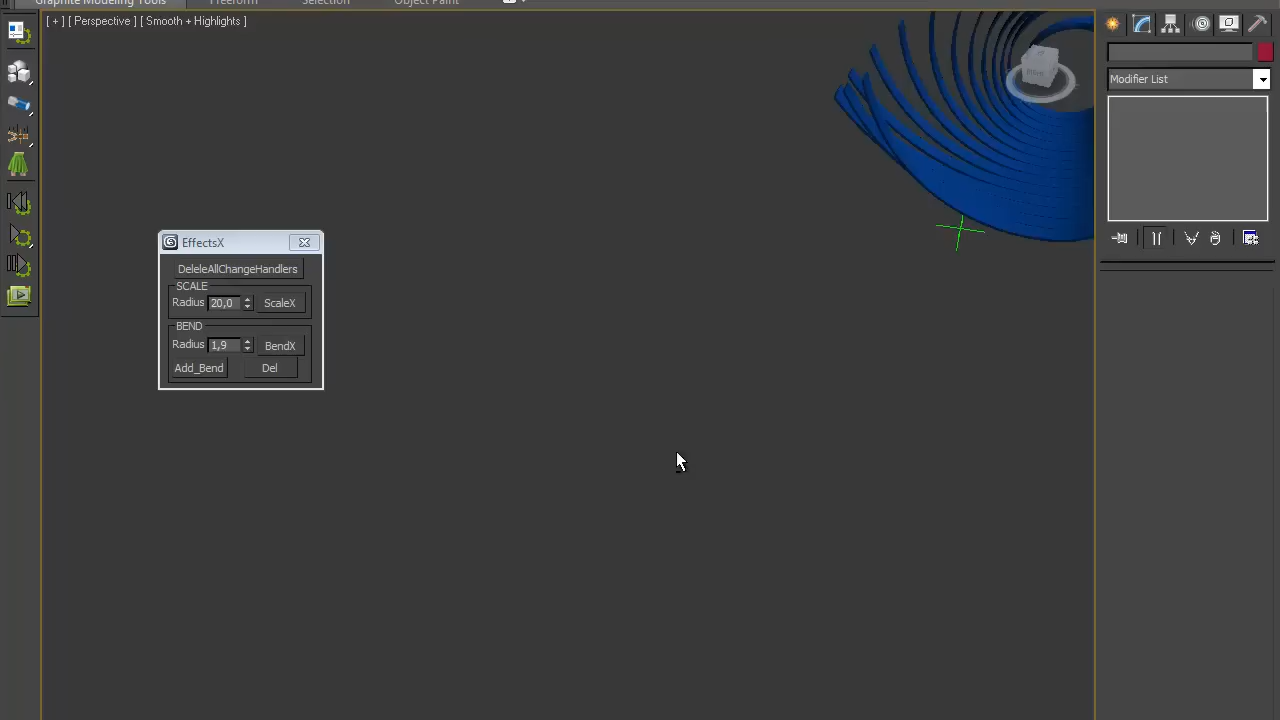 Graphite Modeling Tools Freeform Selection Object Paint
[ + ] [ Perspective ] [ Smooth + Highlights ]
Modifier List
EffectsX
DeleleAllChangeHandlers
SCALE
Radius 20,0 ScaleX
BEND
Radius 1,9 BendX
Add_Bend Del